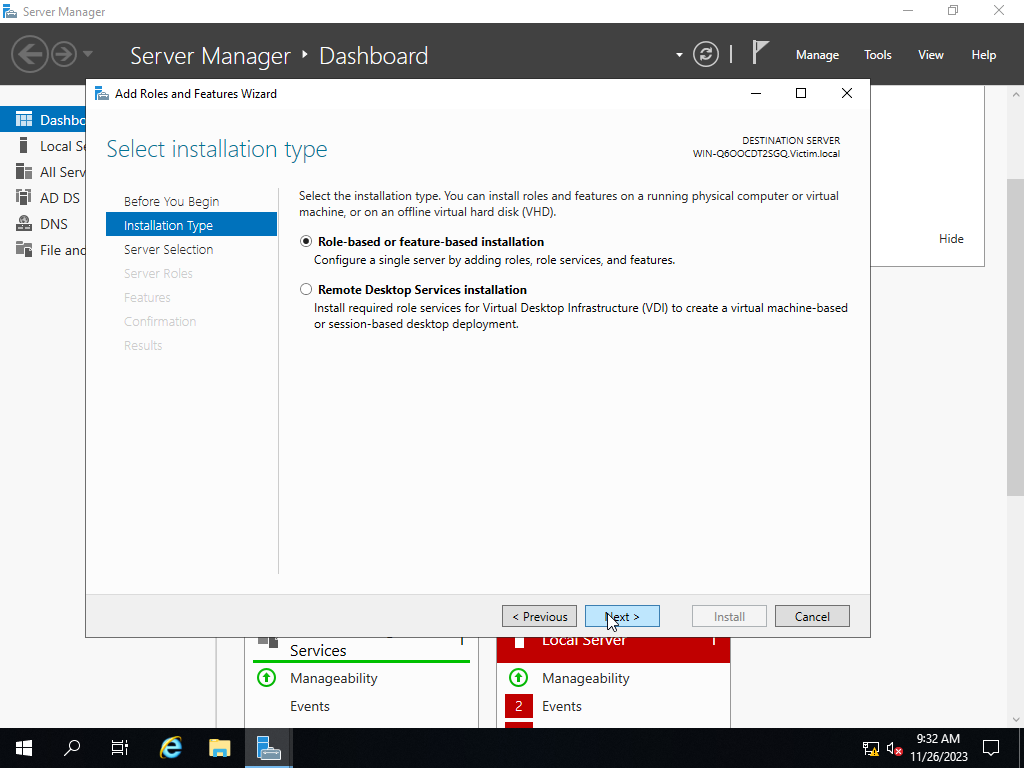 Server Manager
Server Manager ‣ Dashboard
Manage
Tools
View
Help
Add Roles and Features Wizard
Dashbo
Local Se
All Serv
AD DS
DNS
File and
Select installation type
DESTINATION SERVER
WIN-Q6OOCDT2SGQ.Victim.local
Before You Begin
Installation Type
Server Selection
Server Roles
Features
Confirmation
Results
Select the installation type. You can install roles and features on a running physical computer or virtual
machine, or on an offline virtual hard disk (VHD).
Role-based or feature-based installation
Configure a single server by adding roles, role services, and features.
Remote Desktop Services installation
Install required role services for Virtual Desktop Infrastructure (VDI) to create a virtual machine-based
or session-based desktop deployment.
Hide
< Previous
Next >
Install
Cancel
Services
1
Manageability
Events
Local Server
1
Manageability
2 Events
9:32 AM
11/26/2023